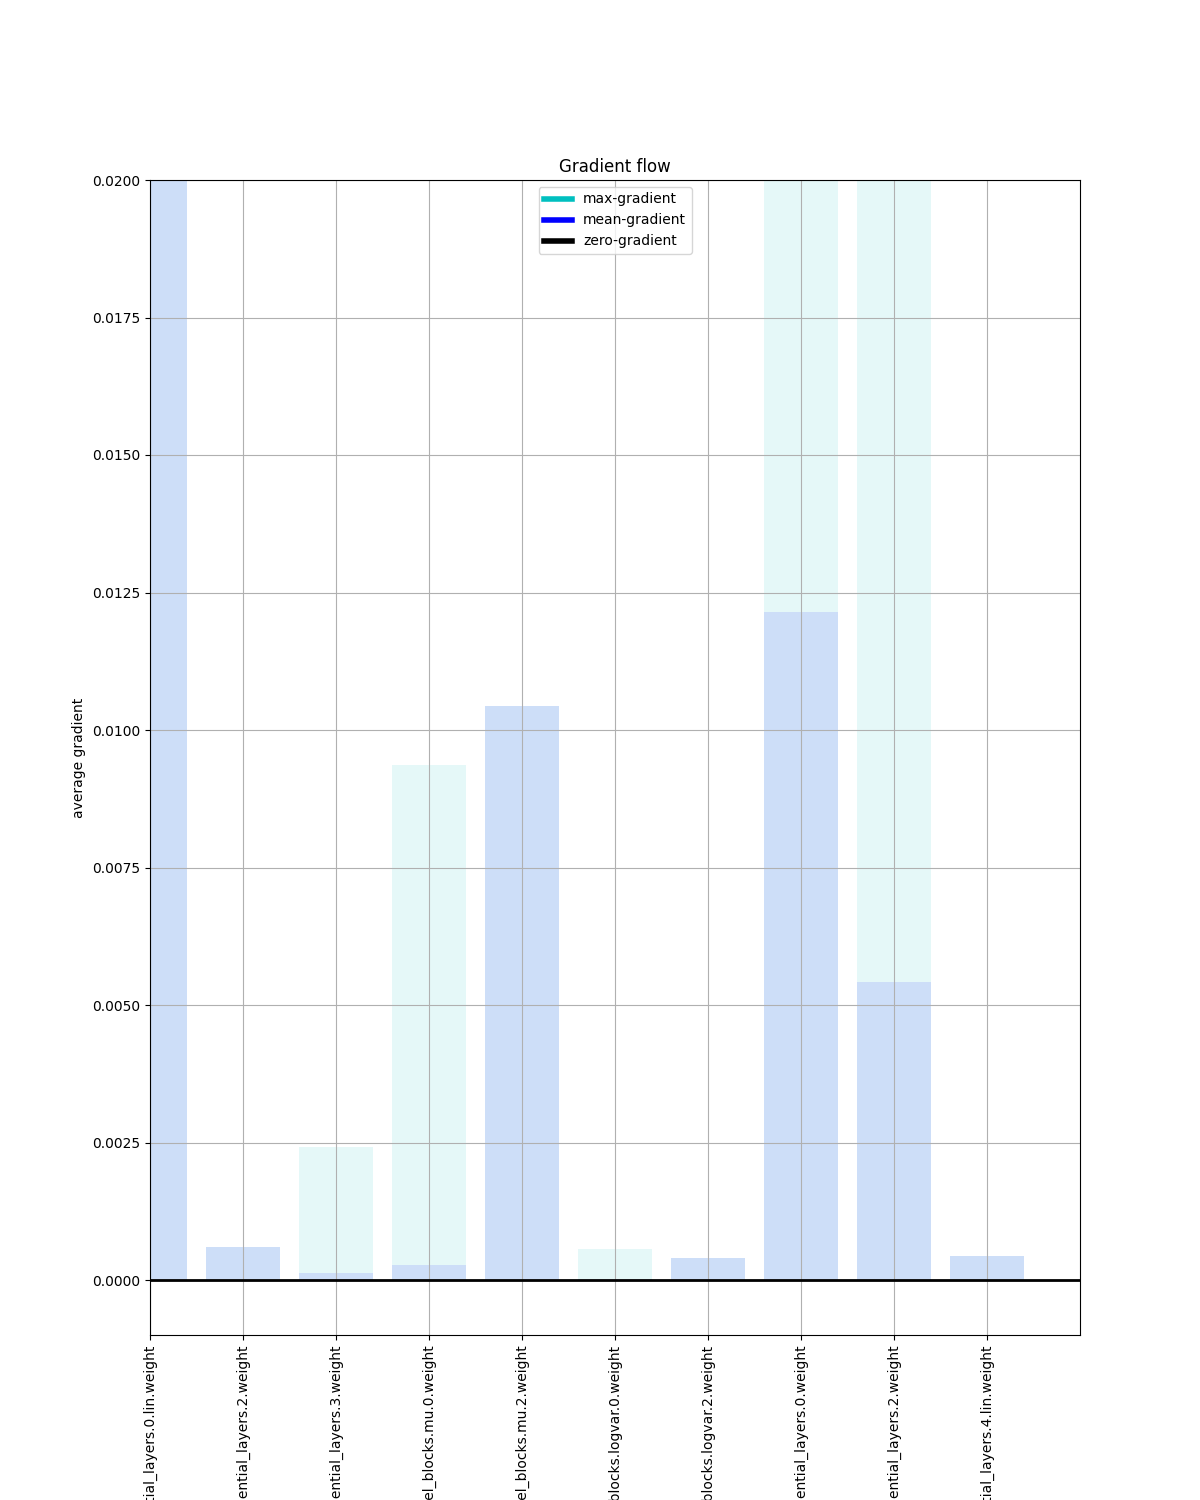 Gradient flow
max-gradient
mean-gradient
zero-gradient
0.0200
0.0175
0.0150
0.0125
0.0100
0.0075
0.0050
0.0025
0.0000
average gradient
tial_layers.0.lin.weight
ential_layers.2.weight
ential_layers.3.weight
el_blocks.mu.0.weight
el_blocks.mu.2.weight
blocks.logvar.0.weight
blocks.logvar.2.weight
ential_layers.0.weight
ential_layers.2.weight
tial_layers.4.lin.weight